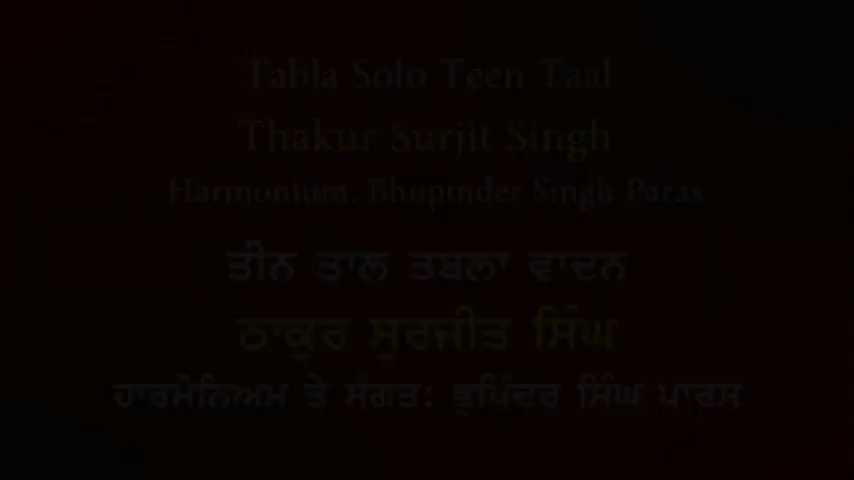 Tabla Solo Teen Taal
Thakur Surjit Singh
Harmonium: Bhupinder Singh Paras
ਤੀਨ ਤਾਲ ਤਬਲਾ ਵਾਦਨ
ਠਾਕੁਰ ਸੁਰਜੀਤ ਸਿੰਘ
ਹਾਰਮੋਨਿਅਮ ਤੇ ਸੰਗਤ: ਭੁਪਿੰਦਰ ਸਿੰਘ ਪਾਰਸ